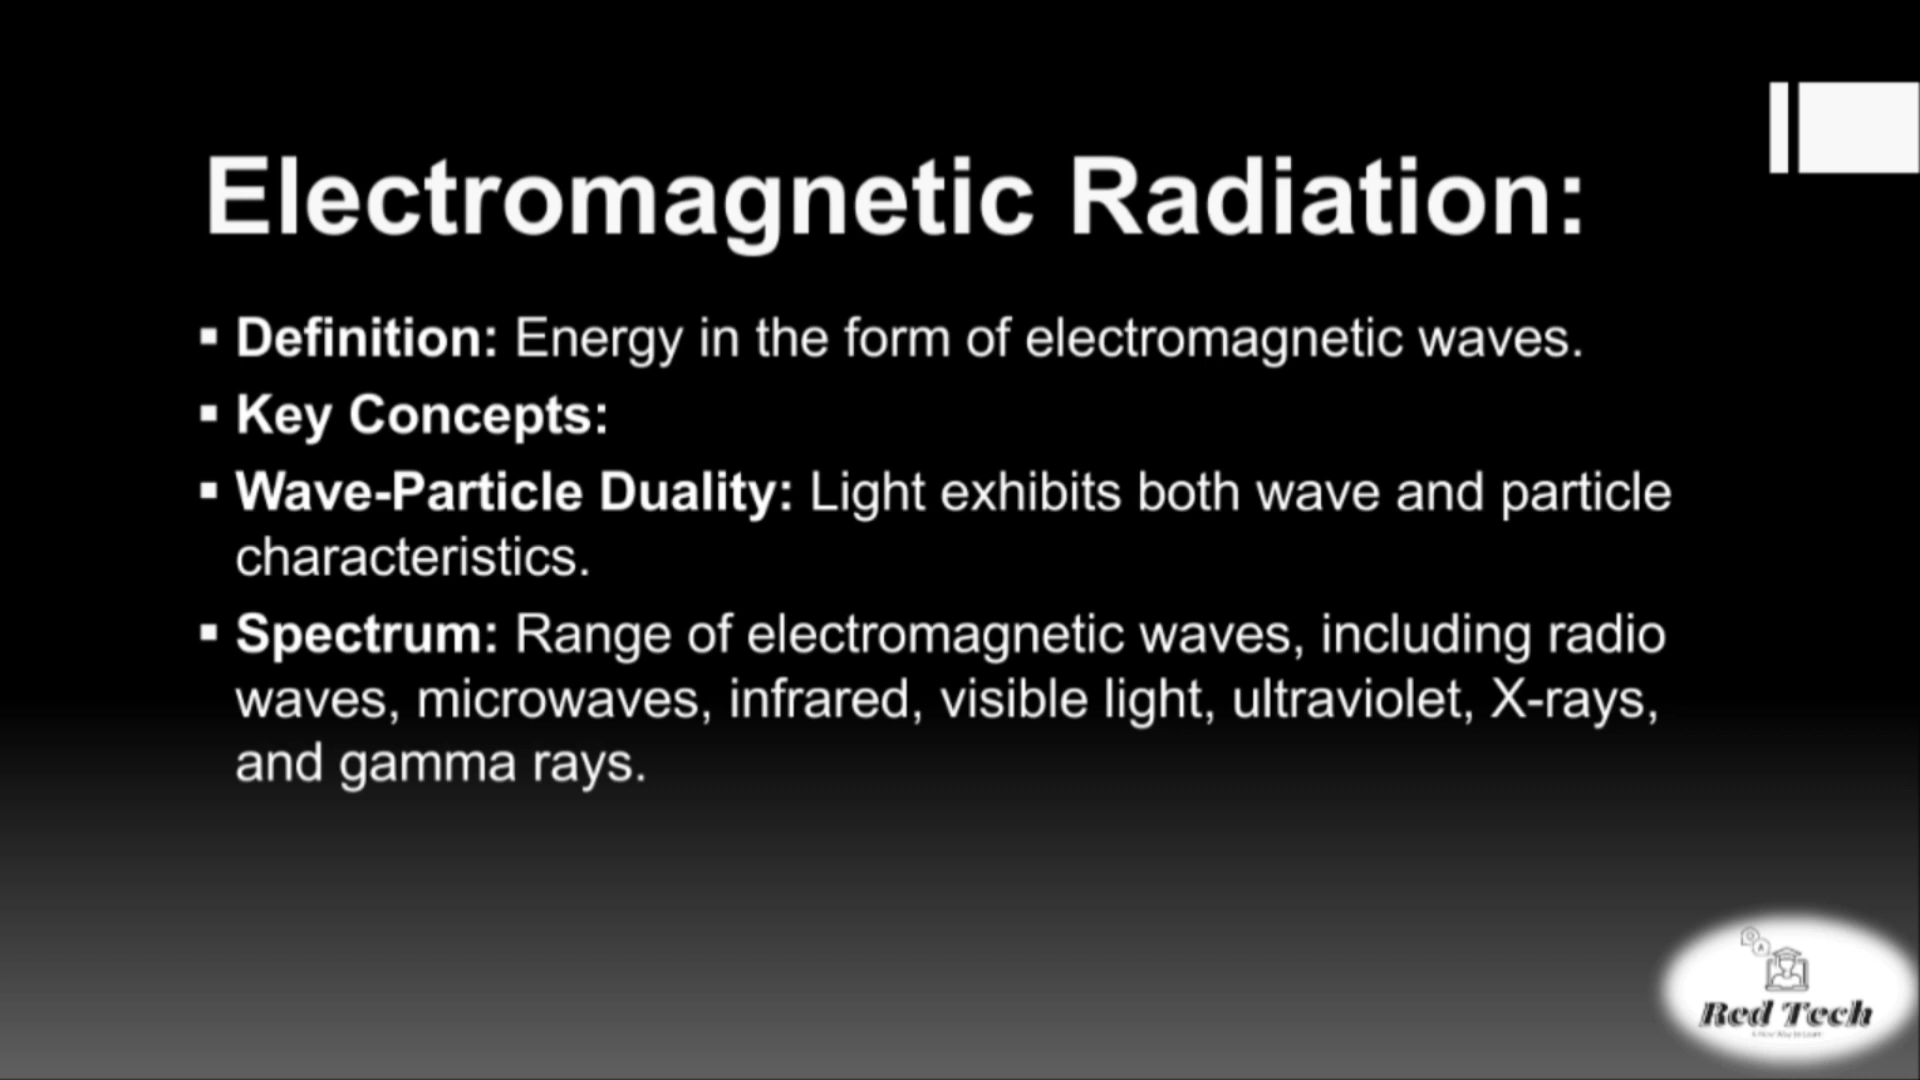 Electromagnetic Radiation:
▪ Definition: Energy in the form of electromagnetic waves.
▪ Key Concepts:
▪ Wave-Particle Duality: Light exhibits both wave and particle
characteristics.
▪ Spectrum: Range of electromagnetic waves, including radio
waves, microwaves, infrared, visible light, ultraviolet, X-rays,
and gamma rays.
Red Tech